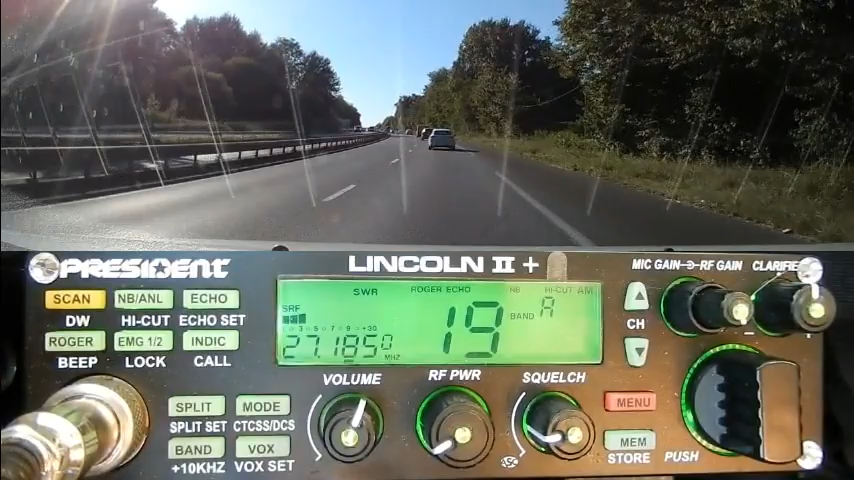 PRESIDENT LINCOLN II + MIC GAIN RF GAIN CLARIFIER
SCAN NB/ANL ECHO
DW HI-CUT ECHO SET
ROGER EMG 1/2 INDIC
BEEP LOCK CALL
SWR ROGER ECHO NB HI-CUT AM
SRF
1 3 5 7 9 +30
27.1850 MHZ
19 BAND A
CH
VOLUME RF PWR SQUELCH
SPLIT MODE
SPLIT SET CTCSS/DCS
BAND VOX
+10KHZ VOX SET
ASC
MENU
MEM
STORE PUSH